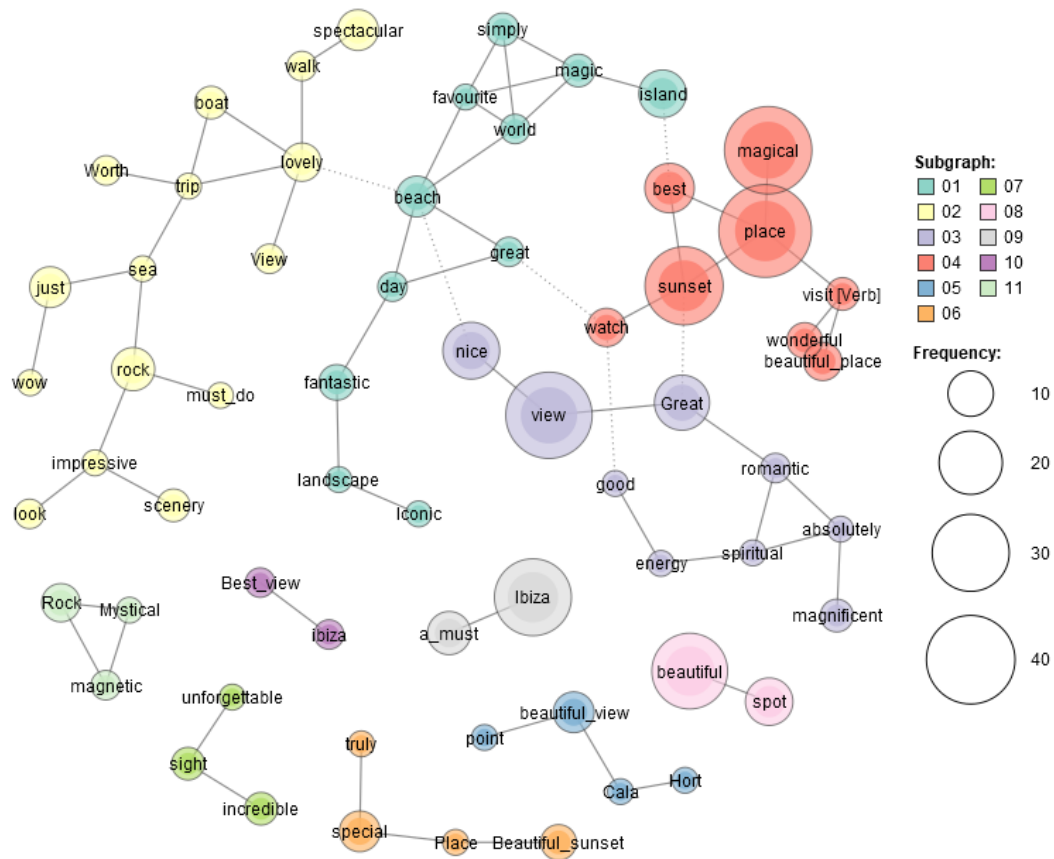 simply
spectacular
walk
magic
boat
favourite
island
world
magical
Worth
lovely
trip
best
beach
place
View
great
sea
day
just
sunset
visit [Verb]
watch
wonderful
nice
beautiful_place
rock
wow
fantastic
must_do
view
Great
impressive
romantic
landscape
good
look
scenery
Iconic
absolutely
energy
spiritual
Best_view
Ibiza
Rock
Mystical
magnificent
ibiza
a_must
magnetic
beautiful
unforgettable
spot
beautiful_view
point
truly
sight
Cala
Hort
incredible
special
Place
Beautiful_sunset
Subgraph:
01 07
02 08
03 09
04 10
05 11
06
Frequency:
10
20
30
40